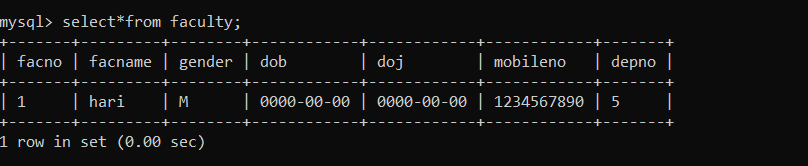 mysql> select*from faculty;
+-------+---------+--------+------------+------------+------------+-------+
| facno | facname | gender | dob        | doj        | mobileno   | depno |
+-------+---------+--------+------------+------------+------------+-------+
| 1     | hari    | M      | 0000-00-00 | 0000-00-00 | 1234567890 | 5     |
+-------+---------+--------+------------+------------+------------+-------+
1 row in set (0.00 sec)